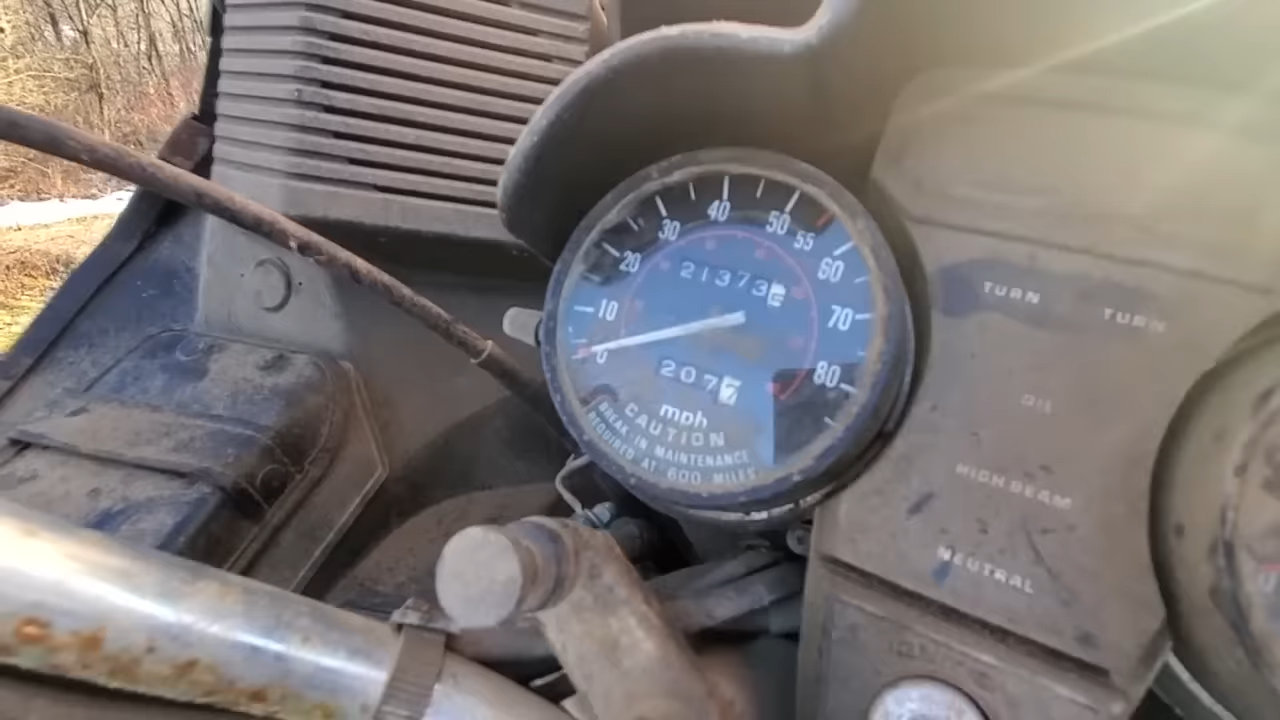 10
20
30
40
50
55
60
70
80
0
21373
207
mph
CAUTION
BREAK IN MAINTENANCE
REQUIRED AT 600 MILES
TURN TURN
OIL
HIGH BEAM
NEUTRAL